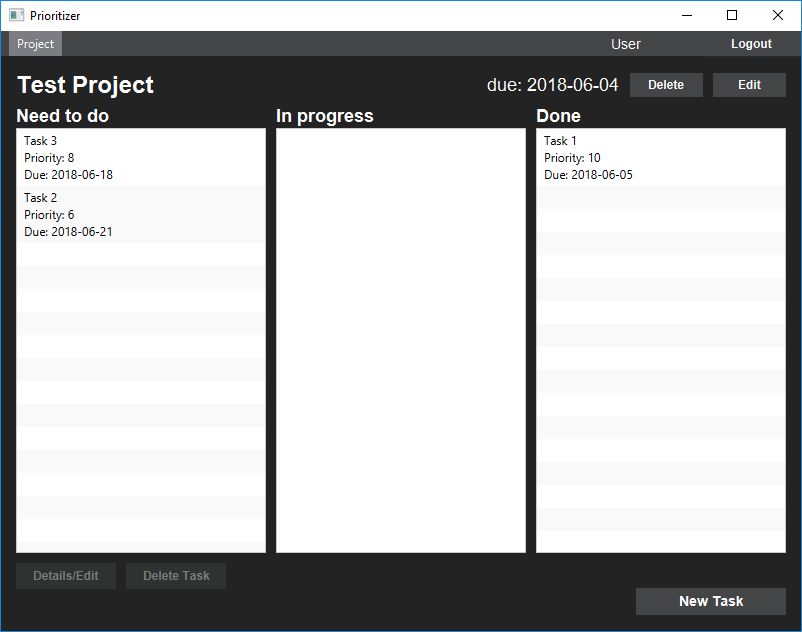 Prioritizer
Project
User
Logout
Test Project
due: 2018-06-04
Delete
Edit
Need to do
In progress
Done
Task 3
Priority: 8
Due: 2018-06-18
Task 2
Priority: 6
Due: 2018-06-21
Task 1
Priority: 10
Due: 2018-06-05
Details/Edit
Delete Task
New Task